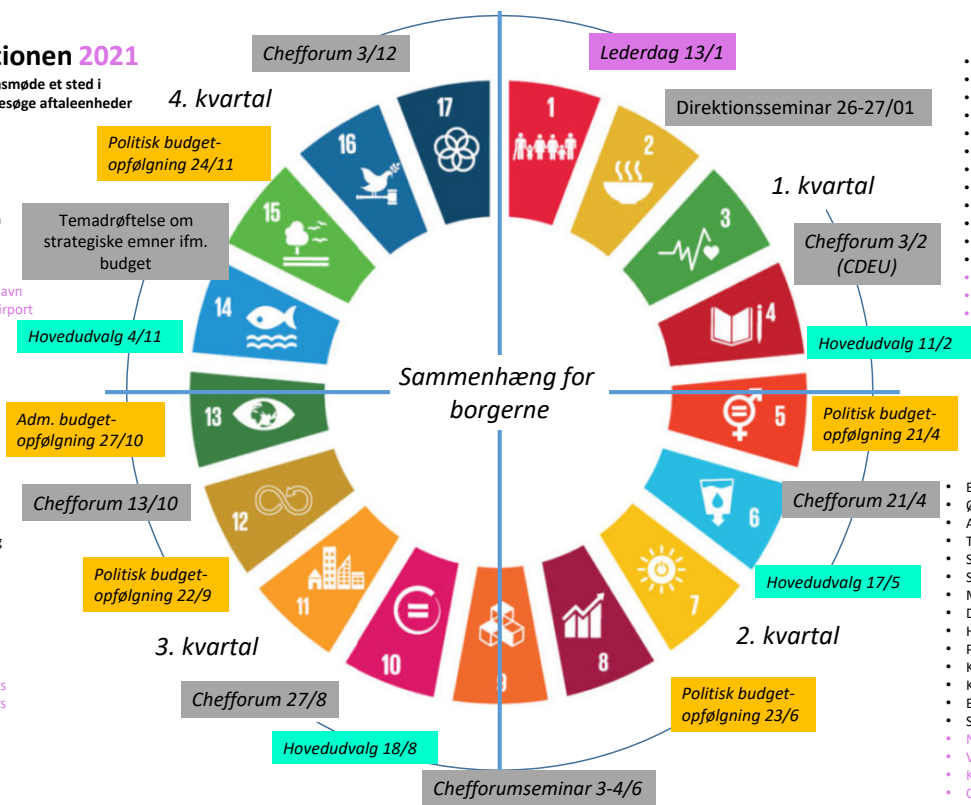 tionen 2021
smøde et sted i
esøge aftaleenheder
Chefforum 3/12
Lederdag 13/1
4. kvartal
Direktionsseminar 26-27/01
Politisk budget-
opfølgning 24/11
1. kvartal
Temadrøftelse om
strategiske emner ifm.
budget
Chefforum 3/2
(CDEU)
avn
irport
Hovedudvalg 4/11
Hovedudvalg 11/2
Sammenhæng for
borgerne
Adm. budget-
opfølgning 27/10
Politisk budget-
opfølgning 21/4
Chefforum 13/10
Chefforum 21/4
Politisk budget-
opfølgning 22/9
Hovedudvalg 17/5
3. kvartal
2. kvartal
Chefforum 27/8
Politisk budget-
opfølgning 23/6
Hovedudvalg 18/8
Chefforumseminar 3-4/6
1
2
3
4
5
6
7
8
9
10
11
12
13
14
15
16
17